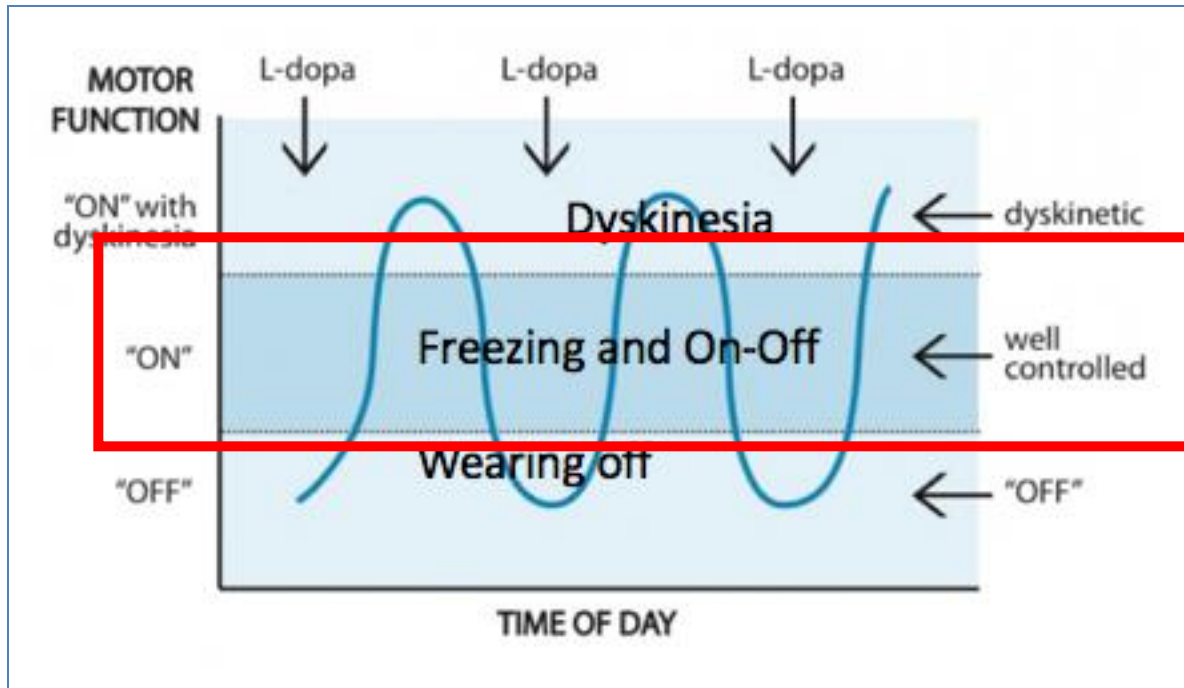 MOTOR
FUNCTION
L-dopa
L-dopa
L-dopa
"ON" with
dyskinesia
Dyskinesia
dyskinetic
"ON"
Freezing and On-Off
well
controlled
Wearing off
"OFF"
"OFF"
TIME OF DAY